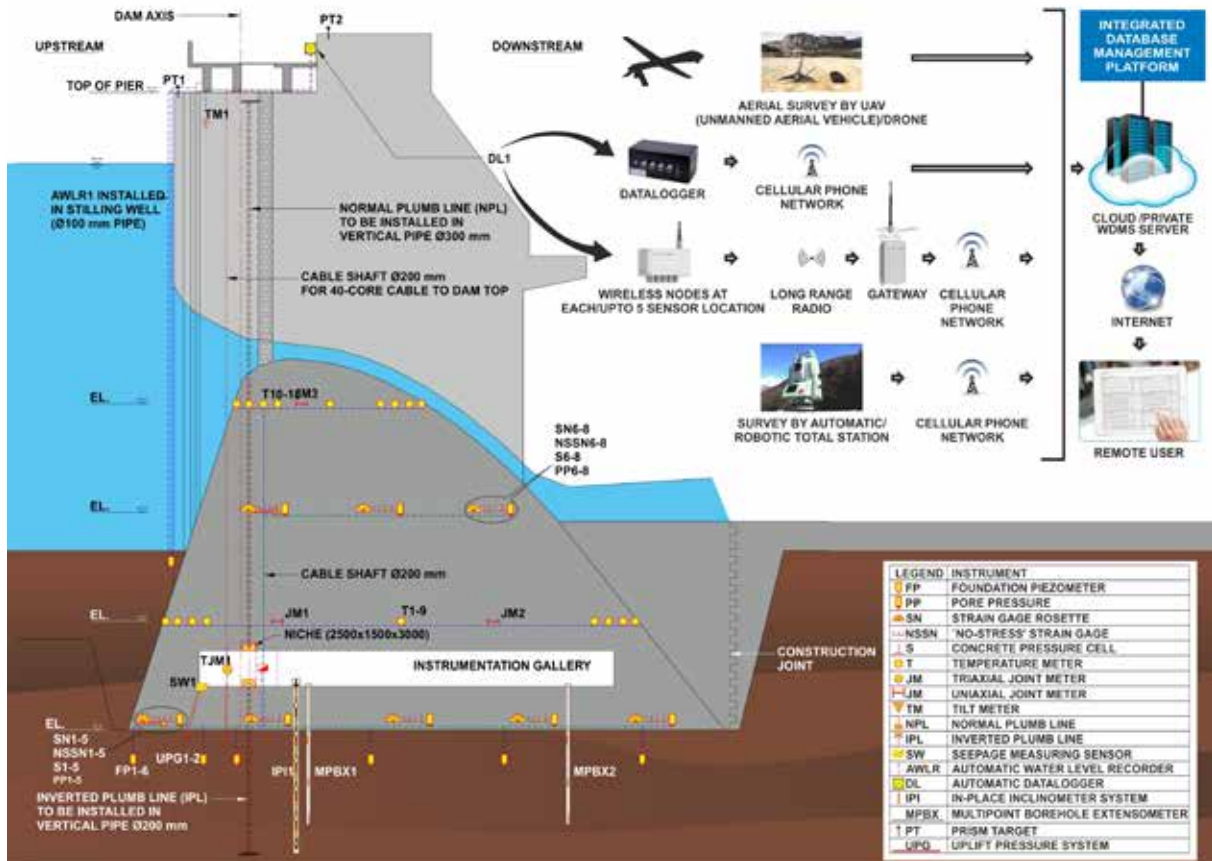 DAM AXIS
PT2
UPSTREAM
DOWNSTREAM
PT1
TOP OF PIER
TM1
DL1
AWLR1 INSTALLED
IN STILLING WELL
(Ø100 mm PIPE)
NORMAL PLUMB LINE (NPL)
TO BE INSTALLED IN
VERTICAL PIPE Ø300 mm
CABLE SHAFT Ø200 mm
FOR 40-CORE CABLE TO DAM TOP
AERIAL SURVEY BY UAV
(UNMANNED AERIAL VEHICLE)/DRONE
DATALOGGER
CELLULAR PHONE
NETWORK
WIRELESS NODES AT
EACH/UPTO 5 SENSOR LOCATION
LONG RANGE
RADIO
GATEWAY
CELLULAR
PHONE
NETWORK
SURVEY BY AUTOMATIC/
ROBOTIC TOTAL STATION
CELLULAR PHONE
NETWORK
INTEGRATED
DATABASE
MANAGEMENT
PLATFORM
CLOUD /PRIVATE
WDMS SERVER
INTERNET
REMOTE USER
EL.
SN6-8
NSSN6-8
S6-8
PP6-8
EL.
CABLE SHAFT Ø200 mm
EL.
JM1
T1-9
JM2
NICHE (2500x1500x3000)
TJM1
INSTRUMENTATION GALLERY
SW1
CONSTRUCTION
JOINT
EL.
SN1-5
NSSN1-5
S1-5
PP1-5
FP1-6
UPG1-2
IPI1
MPBX1
MPBX2
INVERTED PLUMB LINE (IPL)
TO BE INSTALLED IN
VERTICAL PIPE Ø200 mm
LEGEND INSTRUMENT
FP FOUNDATION PIEZOMETER
PP PORE PRESSURE
SN STRAIN GAGE ROSETTE
NSSN 'NO-STRESS' STRAIN GAGE
S CONCRETE PRESSURE CELL
T TEMPERATURE METER
JM TRIAXIAL JOINT METER
JM UNIAXIAL JOINT METER
TM TILT METER
NPL NORMAL PLUMB LINE
IPL INVERTED PLUMB LINE
SW SEEPAGE MEASURING SENSOR
AWLR AUTOMATIC WATER LEVEL RECORDER
DL AUTOMATIC DATALOGGER
IPI IN-PLACE INCLINOMETER SYSTEM
MPBX MULTIPOINT BOREHOLE EXTENSOMETER
PT PRISM TARGET
UPG UPLIFT PRESSURE SYSTEM